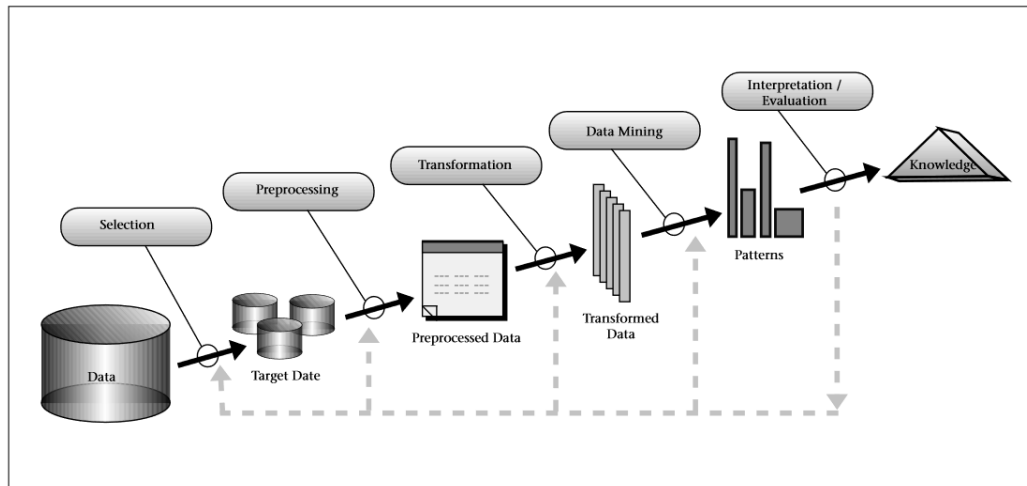 Interpretation /
Evaluation
Data Mining
Transformation
Preprocessing
Selection
Knowledge
Patterns
Transformed
Data
Preprocessed Data
Target Date
Data